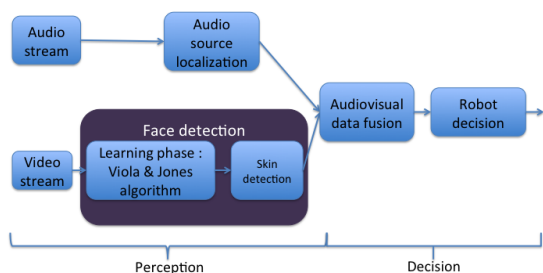 Audio
stream
Audio
source
localization
Audiovisual
data fusion
Robot
decision
Face detection
Video
stream
Learning phase :
Viola & Jones
algorithm
Skin
detection
Perception
Decision